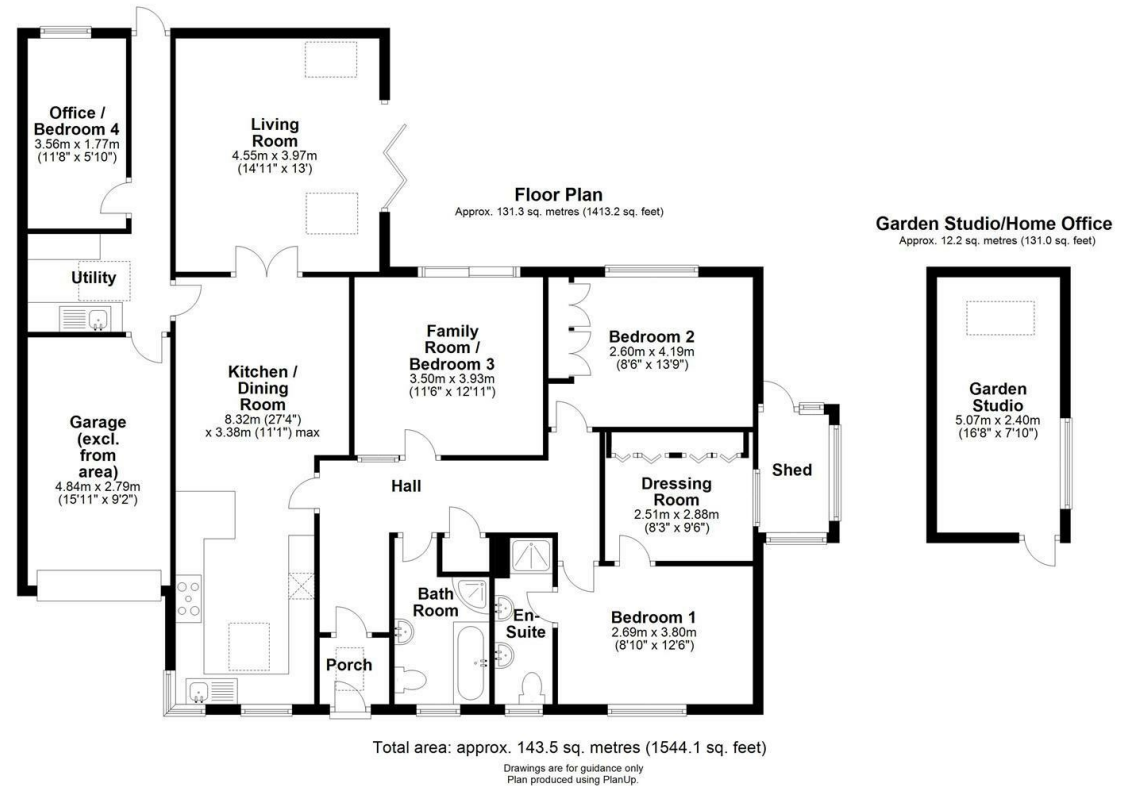 Office /
Bedroom 4
3.56m x 1.77m
(11'8" x 5'10")
Living
Room
4.55m x 3.97m
(14'11" x 13')
Floor Plan
Approx. 131.3 sq. metres (1413.2 sq. feet)
Garden Studio/Home Office
Approx. 12.2 sq. metres (131.0 sq. feet)
Utility
Family
Room /
Bedroom 3
3.50m x 3.93m
(11'6" x 12'11")
Bedroom 2
2.60m x 4.19m
(8'6" x 13'9")
Kitchen /
Dining
Room
8.32m (27'4")
x 3.38m (11'1") max
Garden
Studio
5.07m x 2.40m
(16'8" x 7'10")
Garage
(excl.
from
area)
4.84m x 2.79m
(15'11" x 9'2")
Hall
Dressing
Room
2.51m x 2.88m
(8'3" x 9'6")
Shed
Bath
Room
En-
Suite
Bedroom 1
2.69m x 3.80m
(8'10" x 12'6")
Porch
Total area: approx. 143.5 sq. metres (1544.1 sq. feet)
Drawings are for guidance only
Plan produced using PlanUp.